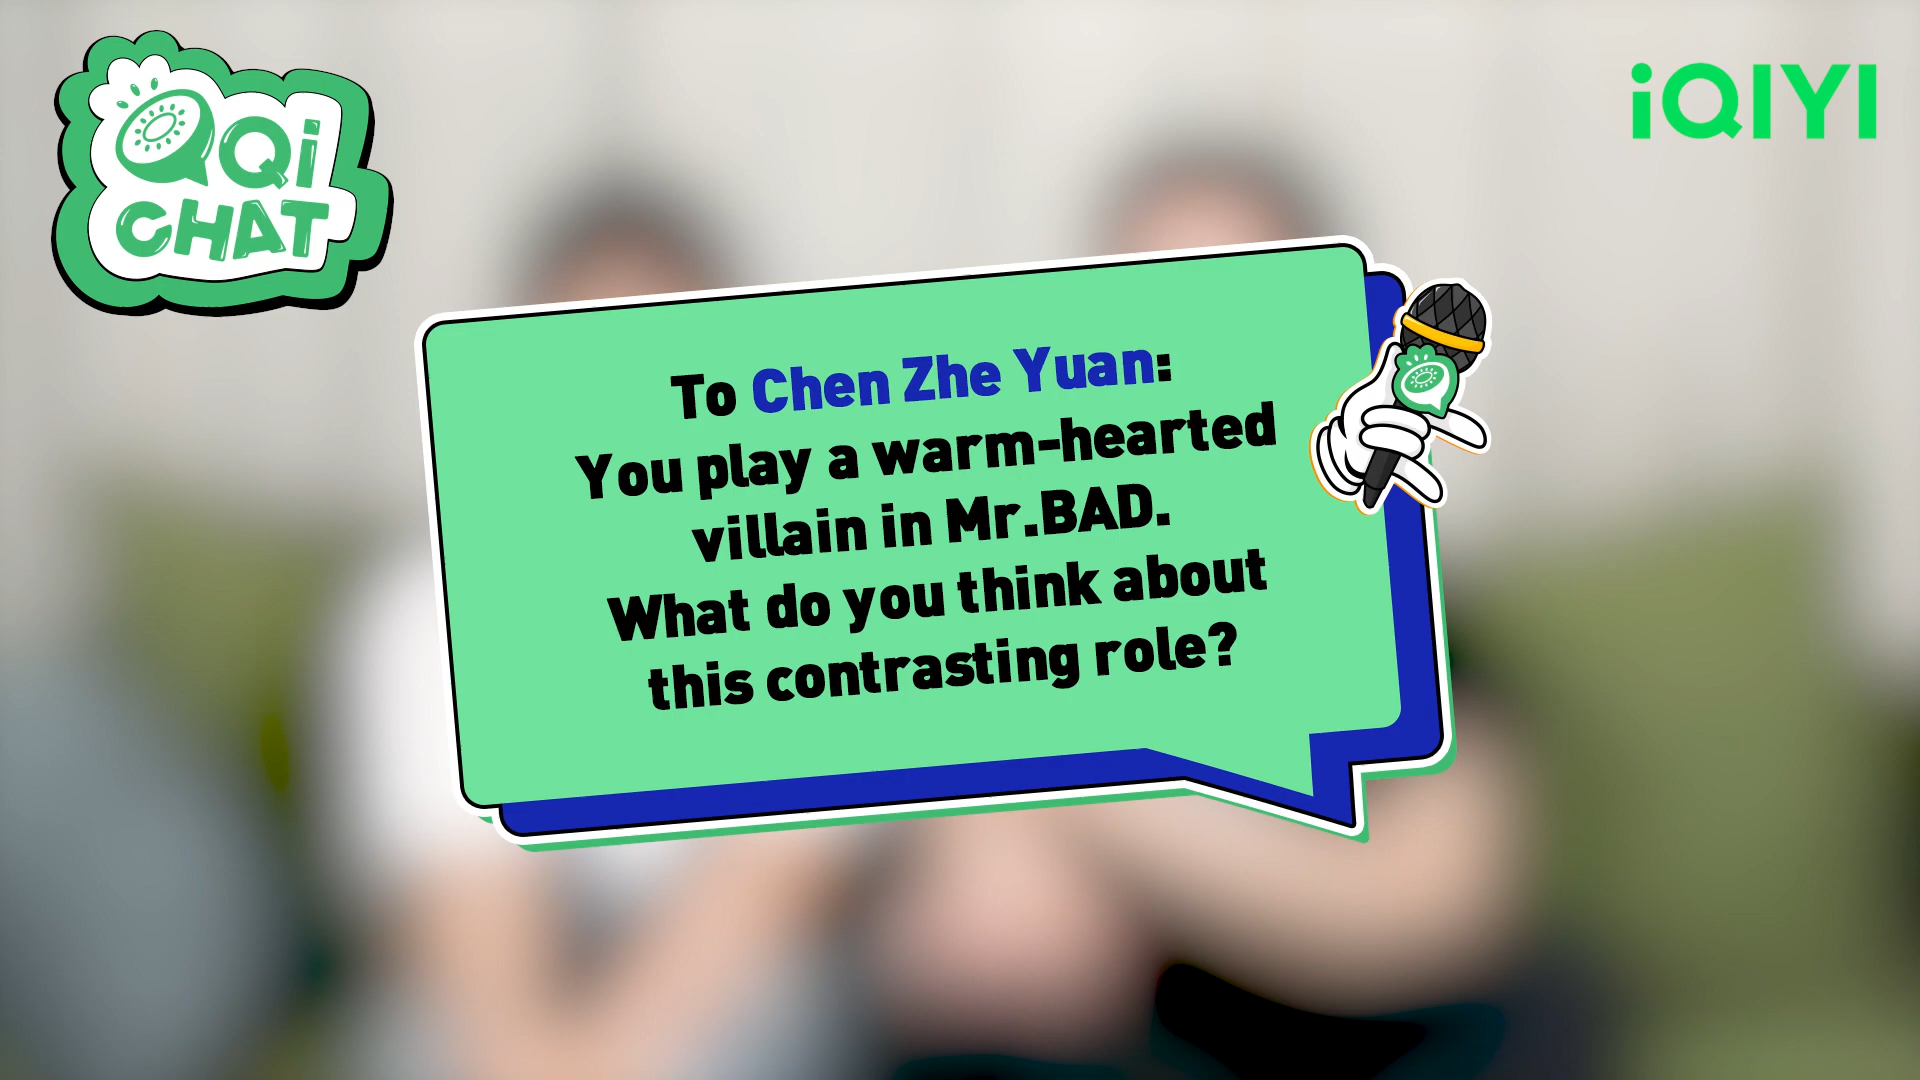 Qi
CHAT
iQIYI
To Chen Zhe Yuan:
You play a warm-hearted
villain in Mr.BAD.
What do you think about
this contrasting role?